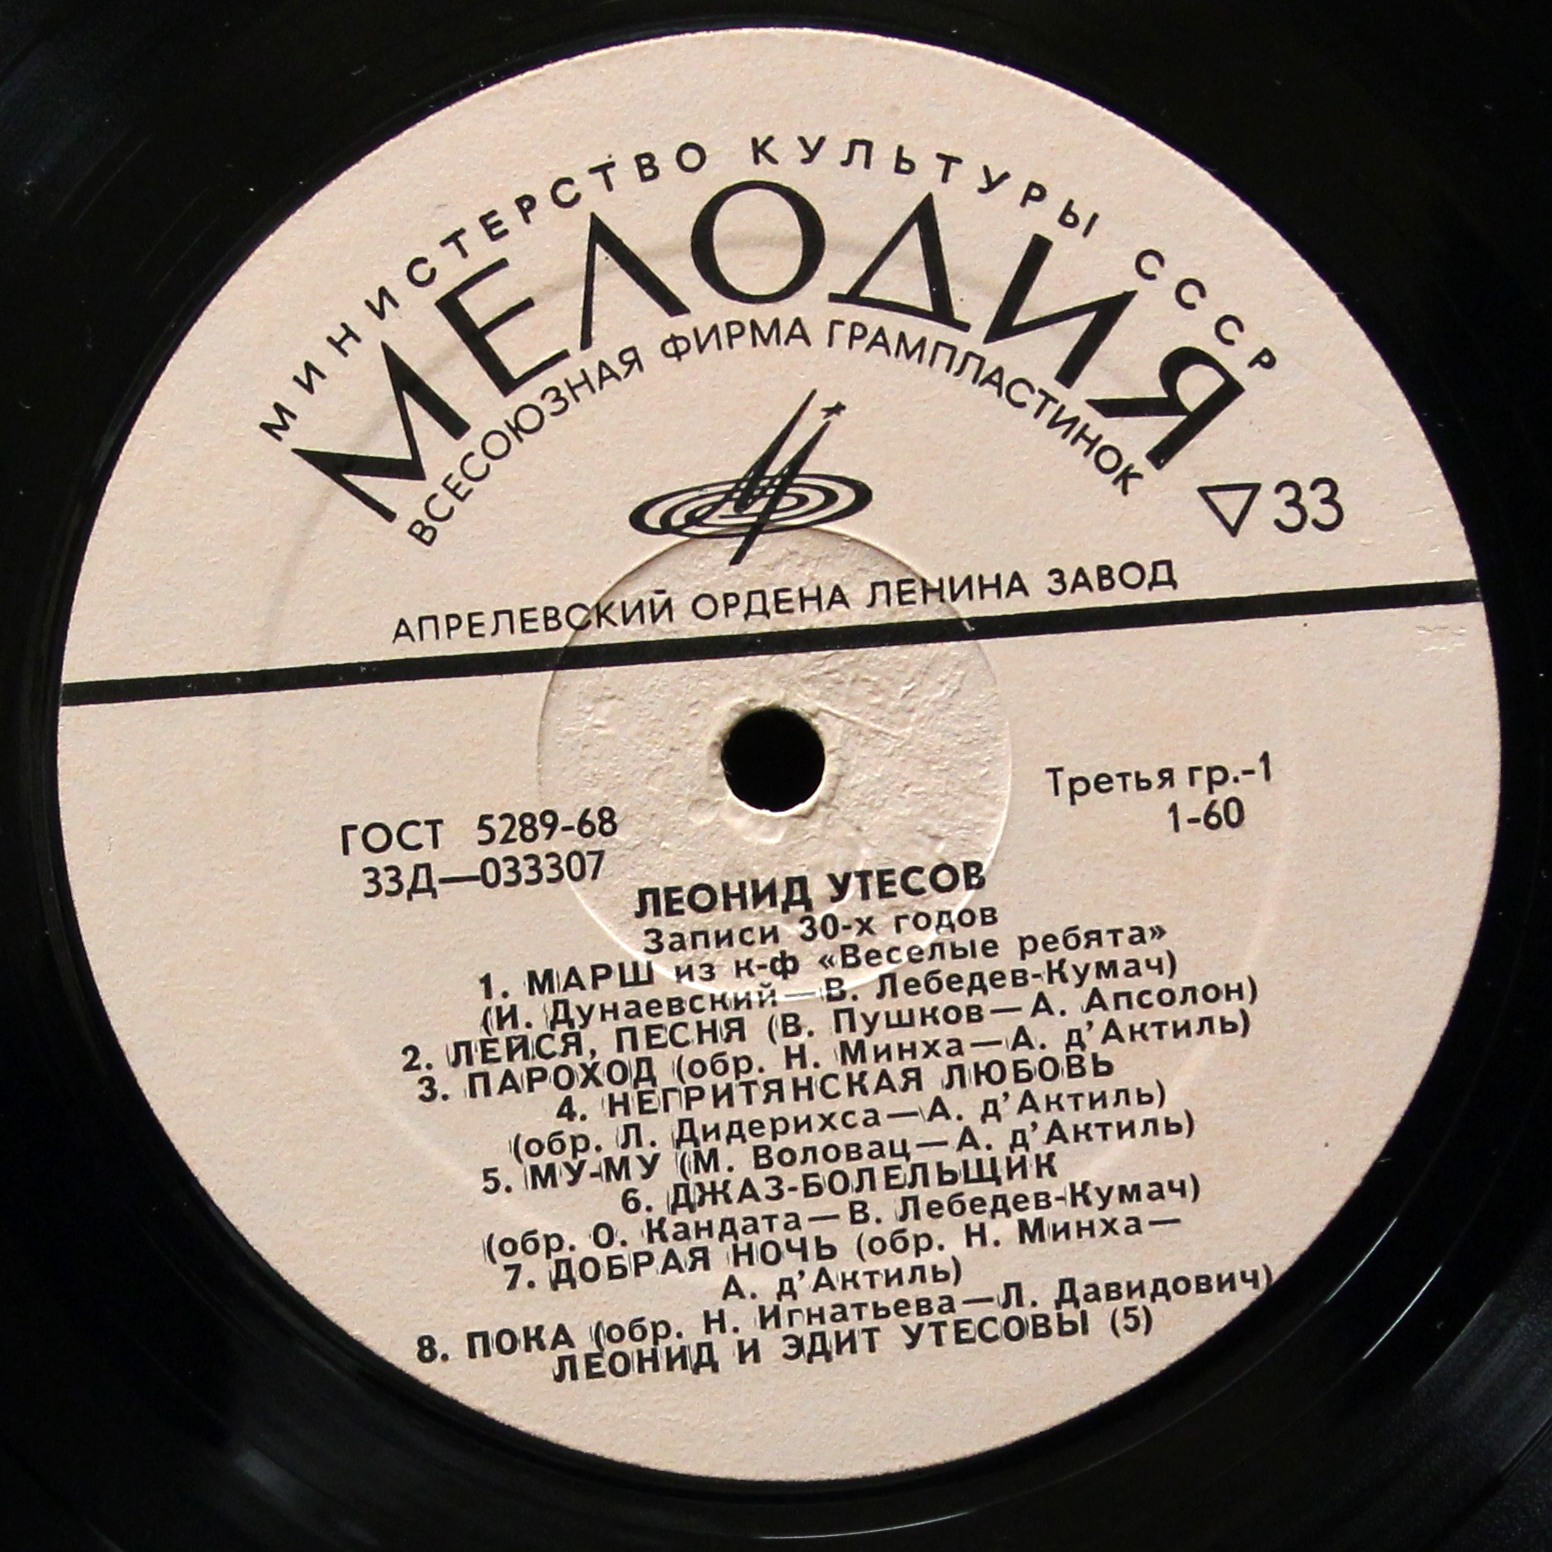 МИНИСТЕРСТВО КУЛЬТУРЫ СССР
МЕЛОДИЯ
ВСЕСОЮЗНАЯ ФИРМА ГРАМПЛАСТИНОК
33
АПРЕЛЕВСКИЙ ОРДЕНА ЛЕНИНА ЗАВОД
Третья гр.-1
1-60
ГОСТ 5289-68
33Д—033307
ЛЕОНИД УТЕСОВ
Записи 30-х годов
1. МАРШ из к-ф «Веселые ребята»
(И. Дунаевский—В. Лебедев-Кумач)
2. ЛЕЙСЯ, ПЕСНЯ (В. Пушков—А. Апсолон)
3. ПАРОХОД (обр. Н. Минха—А. д'Актиль)
4. НЕГРИТЯНСКАЯ ЛЮБОВЬ
(обр. Л. Дидерихса—А. д'Актиль)
5. МУ-МУ (М. Воловац—А. д'Актиль)
6. ДЖАЗ-БОЛЕЛЬЩИК
(обр. О. Кандата—В. Лебедев-Кумач)
7. ДОБРАЯ НОЧЬ (обр. Н. Минха—
А. д'Актиль)
8. ПОКА (обр. Н. Игнатьева—Л. Давидович)
ЛЕОНИД И ЭДИТ УТЕСОВЫ (5)